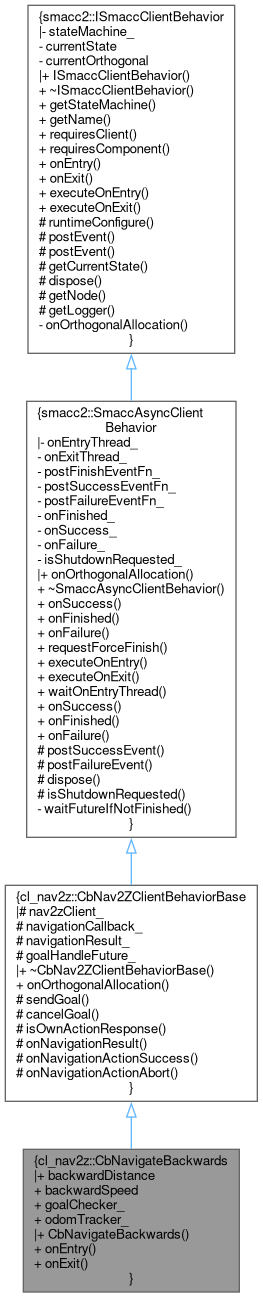 {smacc2::ISmaccClientBehavior
|- stateMachine_
- currentState
- currentOrthogonal
|+ ISmaccClientBehavior()
+ ~ISmaccClientBehavior()
+ getStateMachine()
+ getName()
+ requiresClient()
+ requiresComponent()
+ onEntry()
+ onExit()
+ executeOnEntry()
+ executeOnExit()
# runtimeConfigure()
# postEvent()
# postEvent()
# getCurrentState()
# dispose()
# getNode()
# getLogger()
- onOrthogonalAllocation()
}
{smacc2::SmaccAsyncClient
Behavior
|- onEntryThread_
- onExitThread_
- postFinishEventFn_
- postSuccessEventFn_
- postFailureEventFn_
- onFinished_
- onSuccess_
- onFailure_
- isShutdownRequested_
|+ onOrthogonalAllocation()
+ ~SmaccAsyncClientBehavior()
+ onSuccess()
+ onFinished()
+ onFailure()
+ requestForceFinish()
+ executeOnEntry()
+ executeOnExit()
+ waitOnEntryThread()
+ onSuccess()
+ onFinished()
+ onFailure()
# postSuccessEvent()
# postFailureEvent()
# dispose()
# isShutdownRequested()
- waitFutureIfNotFinished()
}
{cl_nav2z::CbNav2ZClientBehaviorBase
|# nav2zClient_
# navigationCallback_
# navigationResult_
# goalHandleFuture_
|+ ~CbNav2ZClientBehaviorBase()
+ onOrthogonalAllocation()
# sendGoal()
# cancelGoal()
# isOwnActionResponse()
# onNavigationResult()
# onNavigationActionSuccess()
# onNavigationActionAbort()
}
{cl_nav2z::CbNavigateBackwards
|+ backwardDistance
+ backwardSpeed
+ goalChecker_
+ odomTracker_
|+ CbNavigateBackwards()
+ onEntry()
+ onExit()
}